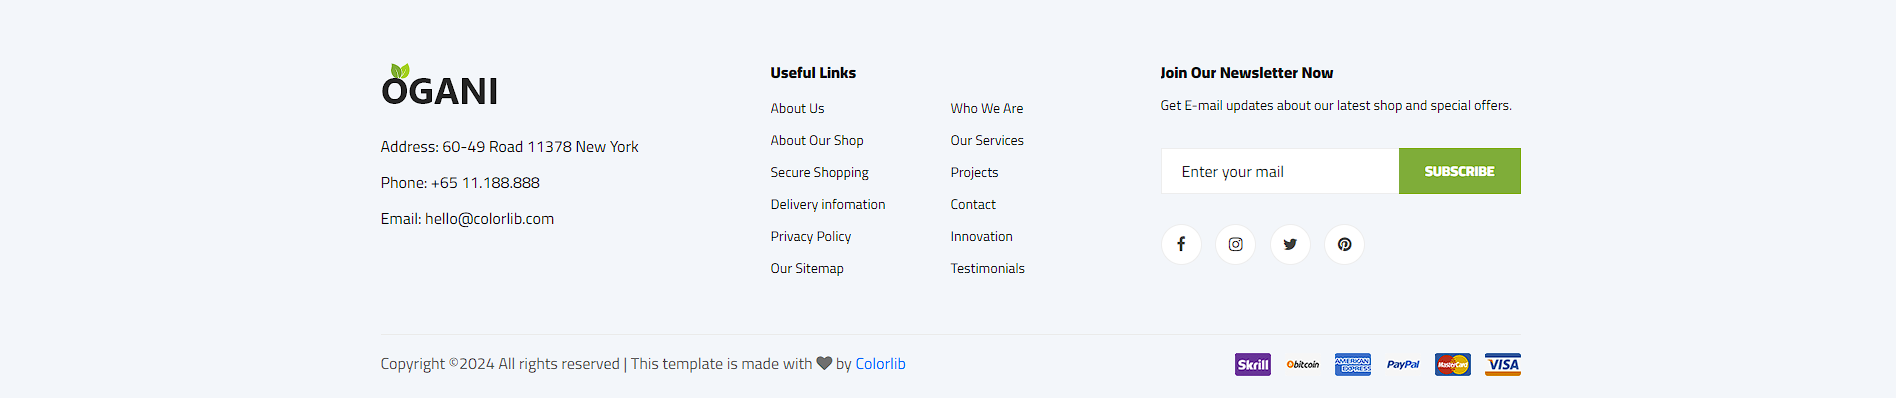 OGANI
Address: 60-49 Road 11378 New York
Phone: +65 11.188.888
Email: hello@colorlib.com
Useful Links
About Us
About Our Shop
Secure Shopping
Delivery infomation
Privacy Policy
Our Sitemap
Who We Are
Our Services
Projects
Contact
Innovation
Testimonials
Join Our Newsletter Now
Get E-mail updates about our latest shop and special offers.
Enter your mail
SUBSCRIBE
Copyright ©2024 All rights reserved | This template is made with by Colorlib
Skrill
bitcoin
AMERICAN
EXPRESS
PayPal
MasterCard
VISA